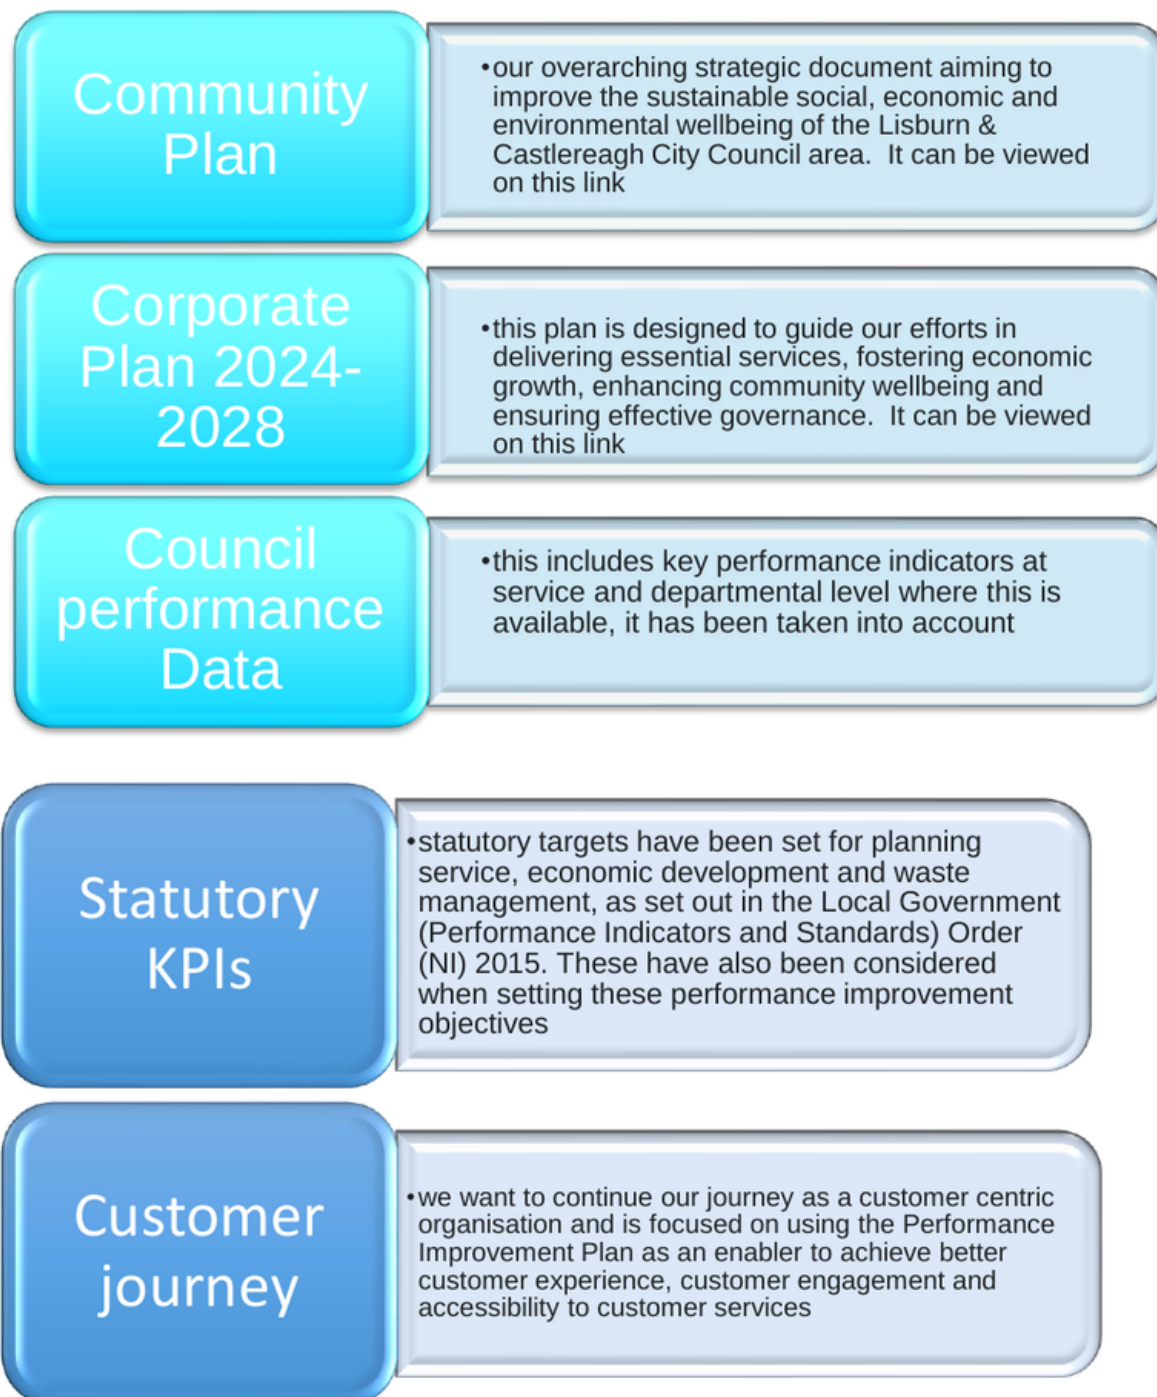 Community
Plan
•our overarching strategic document aiming to
improve the sustainable social, economic and
environmental wellbeing of the Lisburn &
Castlereagh City Council area.  It can be viewed
on this link
Corporate
Plan 2024-
2028
•this plan is designed to guide our efforts in
delivering essential services, fostering economic
growth, enhancing community wellbeing and
ensuring effective governance.  It can be viewed
on this link
Council
performance
Data
•this includes key performance indicators at
service and departmental level where this is
available, it has been taken into account
Statutory
KPIs
•statutory targets have been set for planning
service, economic development and waste
management, as set out in the Local Government
(Performance Indicators and Standards) Order
(NI) 2015. These have also been considered
when setting these performance improvement
objectives
Customer
journey
•we want to continue our journey as a customer centric
organisation and is focused on using the Performance
Improvement Plan as an enabler to achieve better
customer experience, customer engagement and
accessibility to customer services